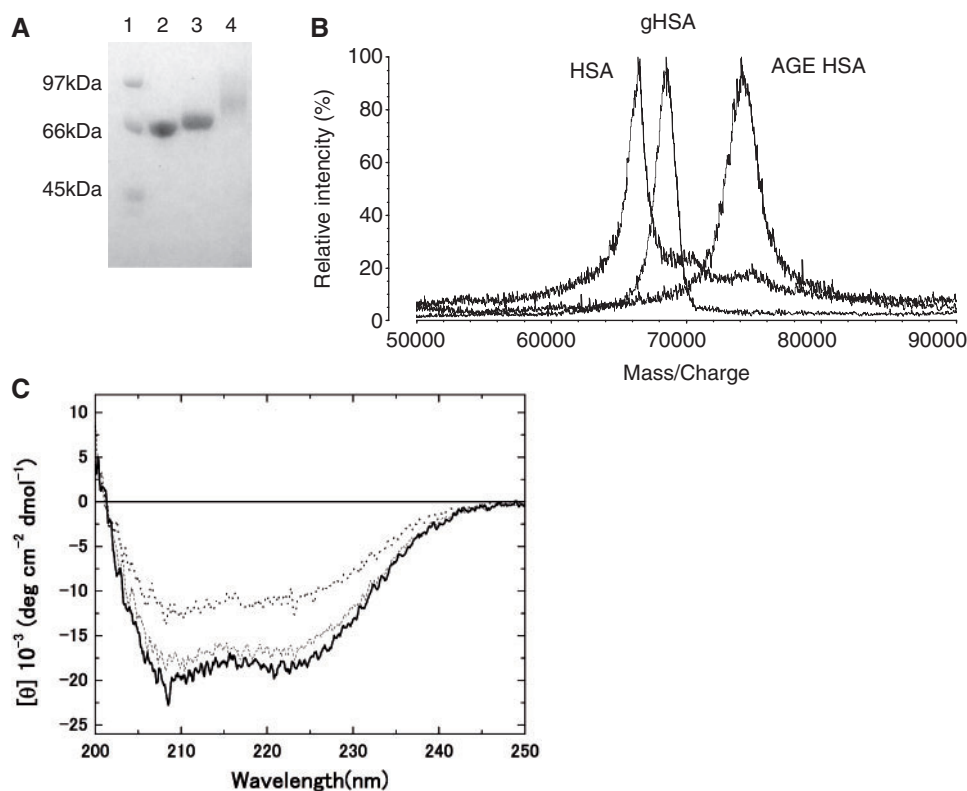 A
1 2 3 4
97kDa
66kDa
45kDa
B
gHSA
HSA
AGE HSA
Relative intencity (%)
100
80
60
40
20
0
50000 60000 70000 80000 90000
Mass/Charge
C
[θ] 10⁻³ (deg cm⁻² dmol⁻¹)
10
5
0
-5
-10
-15
-20
-25
200 210 220 230 240 250
Wavelength(nm)